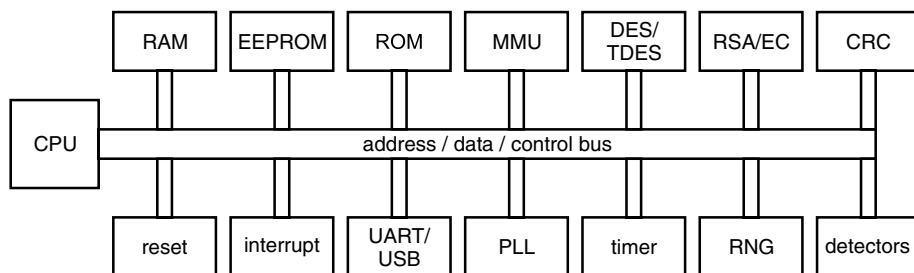 RAM
EEPROM
ROM
MMU
DES/
TDES
RSA/EC
CRC
CPU
address / data / control bus
reset
interrupt
UART/
USB
PLL
timer
RNG
detectors